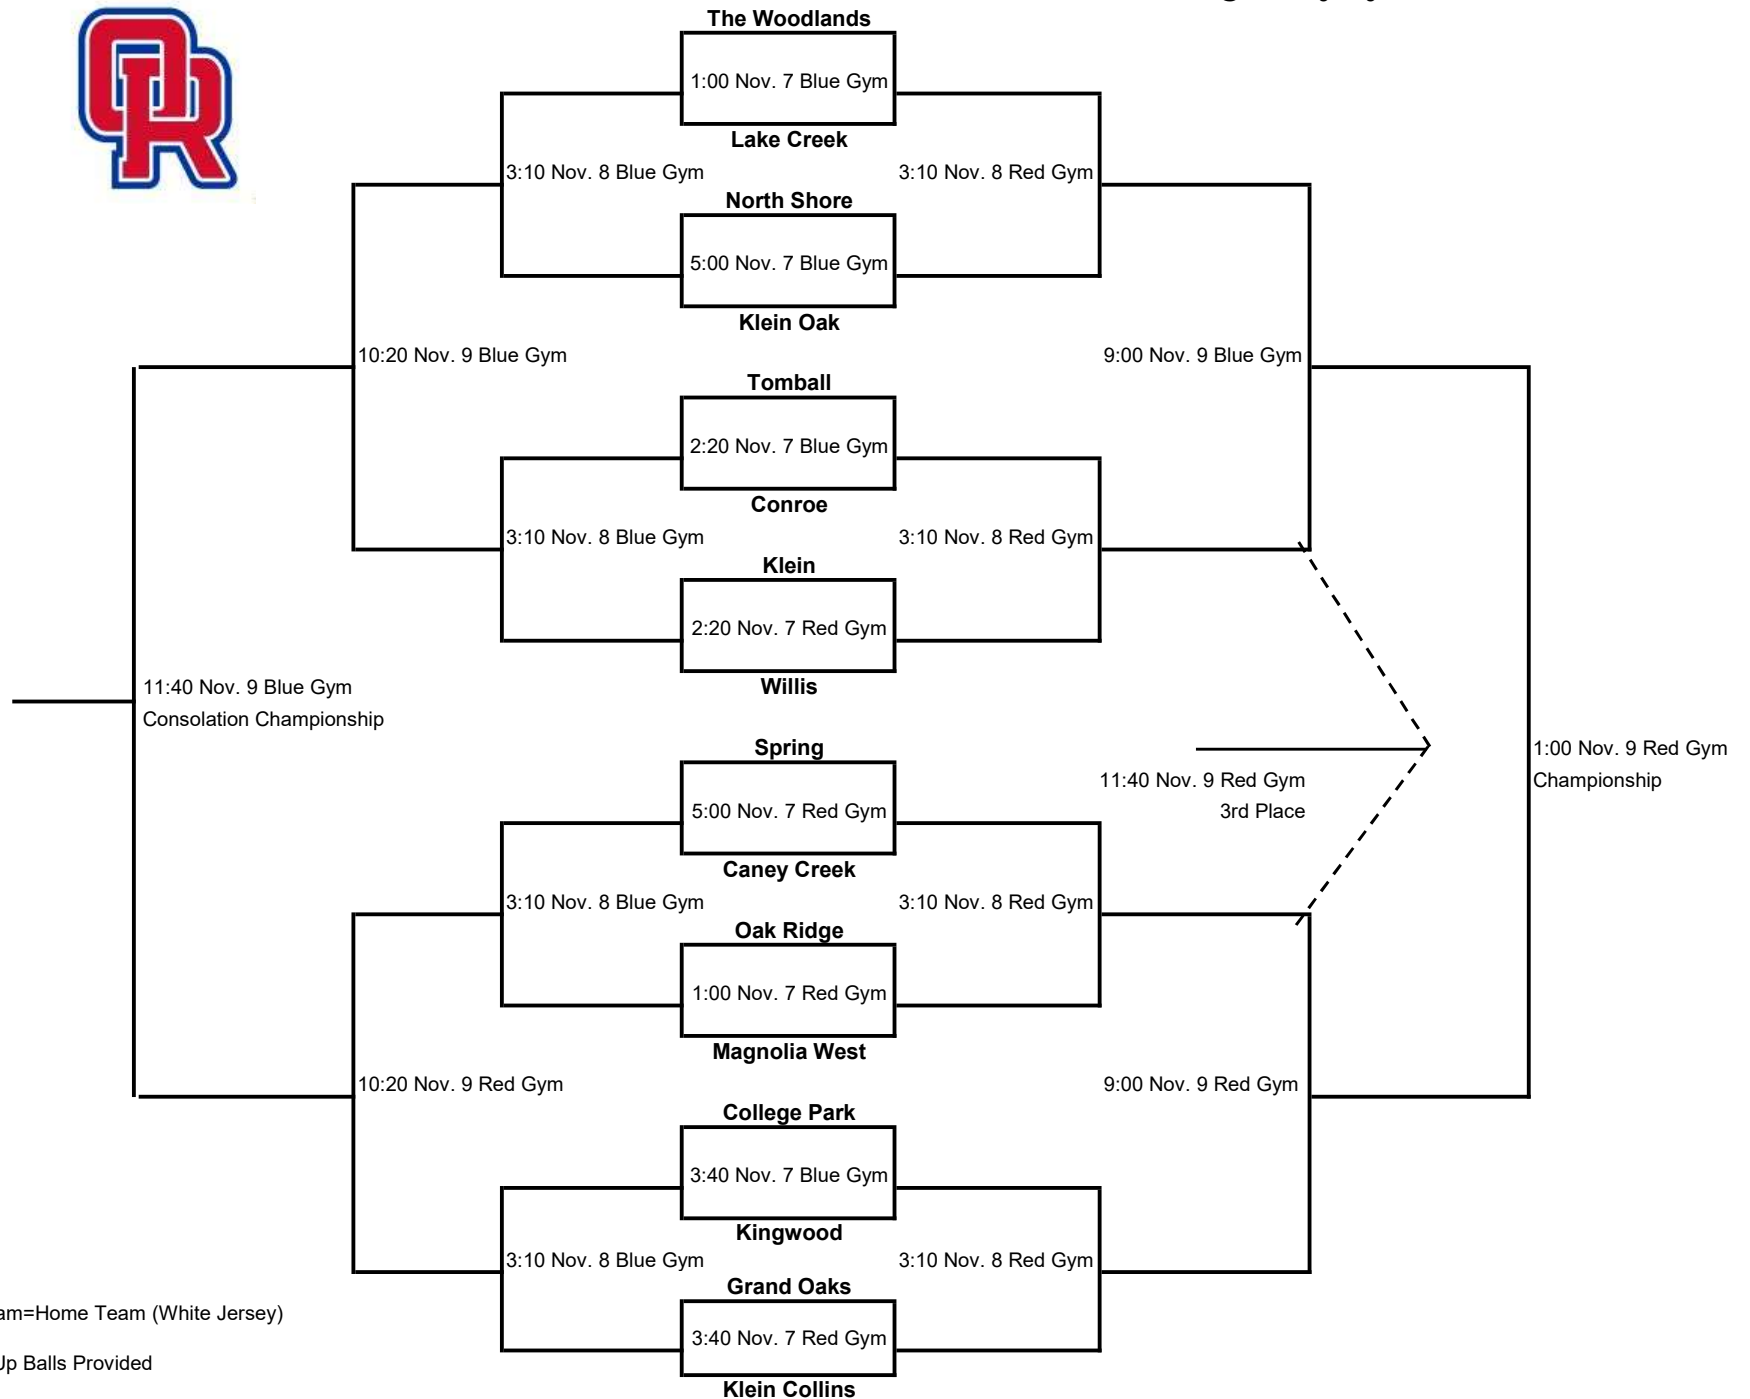 The Woodlands
1:00 Nov. 7 Blue Gym
Lake Creek
3:10 Nov. 8 Blue Gym
3:10 Nov. 8 Red Gym
North Shore
5:00 Nov. 7 Blue Gym
Klein Oak
10:20 Nov. 9 Blue Gym
9:00 Nov. 9 Blue Gym
Tomball
2:20 Nov. 7 Blue Gym
Conroe
3:10 Nov. 8 Blue Gym
3:10 Nov. 8 Red Gym
Klein
2:20 Nov. 7 Red Gym
Willis
11:40 Nov. 9 Blue Gym
Consolation Championship
Spring
1:00 Nov. 9 Red Gym
Championship
11:40 Nov. 9 Red Gym
3rd Place
5:00 Nov. 7 Red Gym
Caney Creek
3:10 Nov. 8 Blue Gym
3:10 Nov. 8 Red Gym
Oak Ridge
1:00 Nov. 7 Red Gym
Magnolia West
10:20 Nov. 9 Red Gym
9:00 Nov. 9 Red Gym
College Park
3:40 Nov. 7 Blue Gym
Kingwood
3:10 Nov. 8 Blue Gym
3:10 Nov. 8 Red Gym
Grand Oaks
am=Home Team (White Jersey)
3:40 Nov. 7 Red Gym
Up Balls Provided
Klein Collins
OR